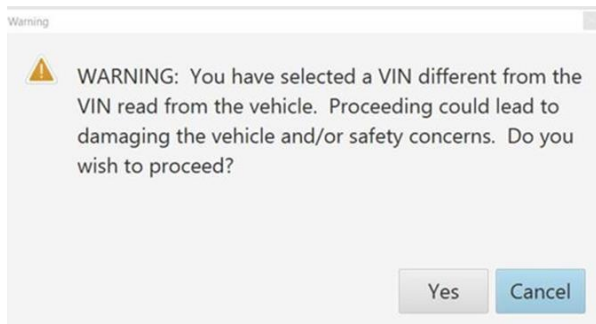 Warning
WARNING: You have selected a VIN different from the
VIN read from the vehicle. Proceeding could lead to
damaging the vehicle and/or safety concerns. Do you
wish to proceed?
Yes
Cancel